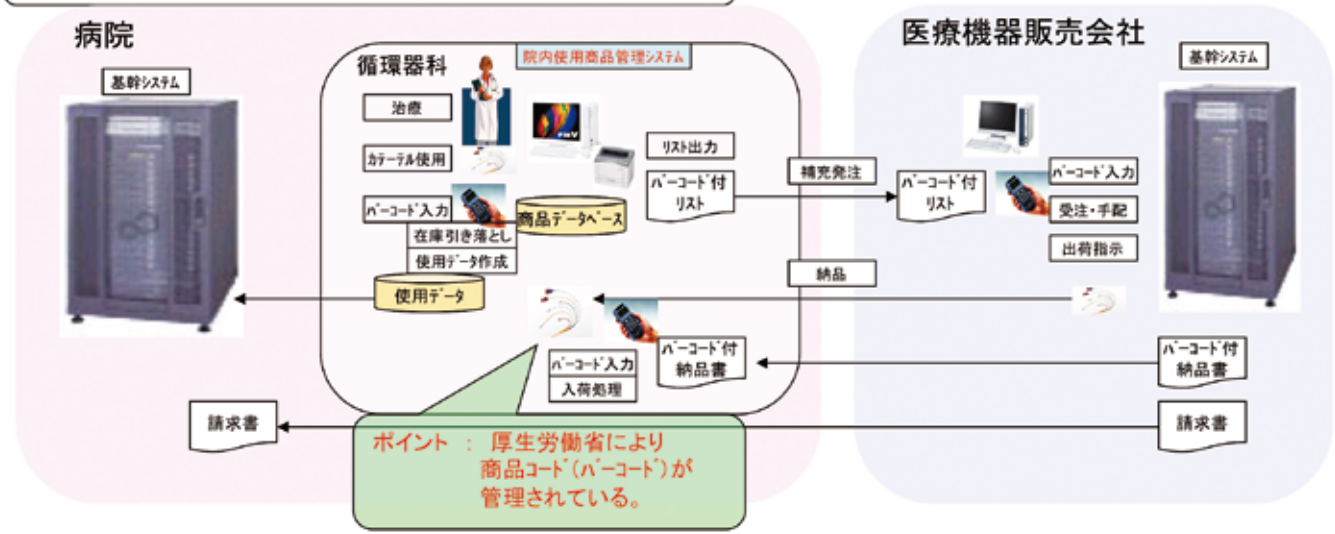 病院
基幹システム
循環器科
院内使用商品管理システム
治療
カテーテル使用
バーコード入力
在庫引き落とし
使用データ作成
使用データ
商品データベース
リスト出力
バーコード付
リスト
補充発注
納品
バーコード入力
入荷処理
バーコード付
納品書
請求書
ポイント ： 厚生労働省により
商品コード(バーコード)が
管理されている。
医療機器販売会社
基幹システム
バーコード付
リスト
バーコード入力
受注・手配
出荷指示
バーコード付
納品書
請求書